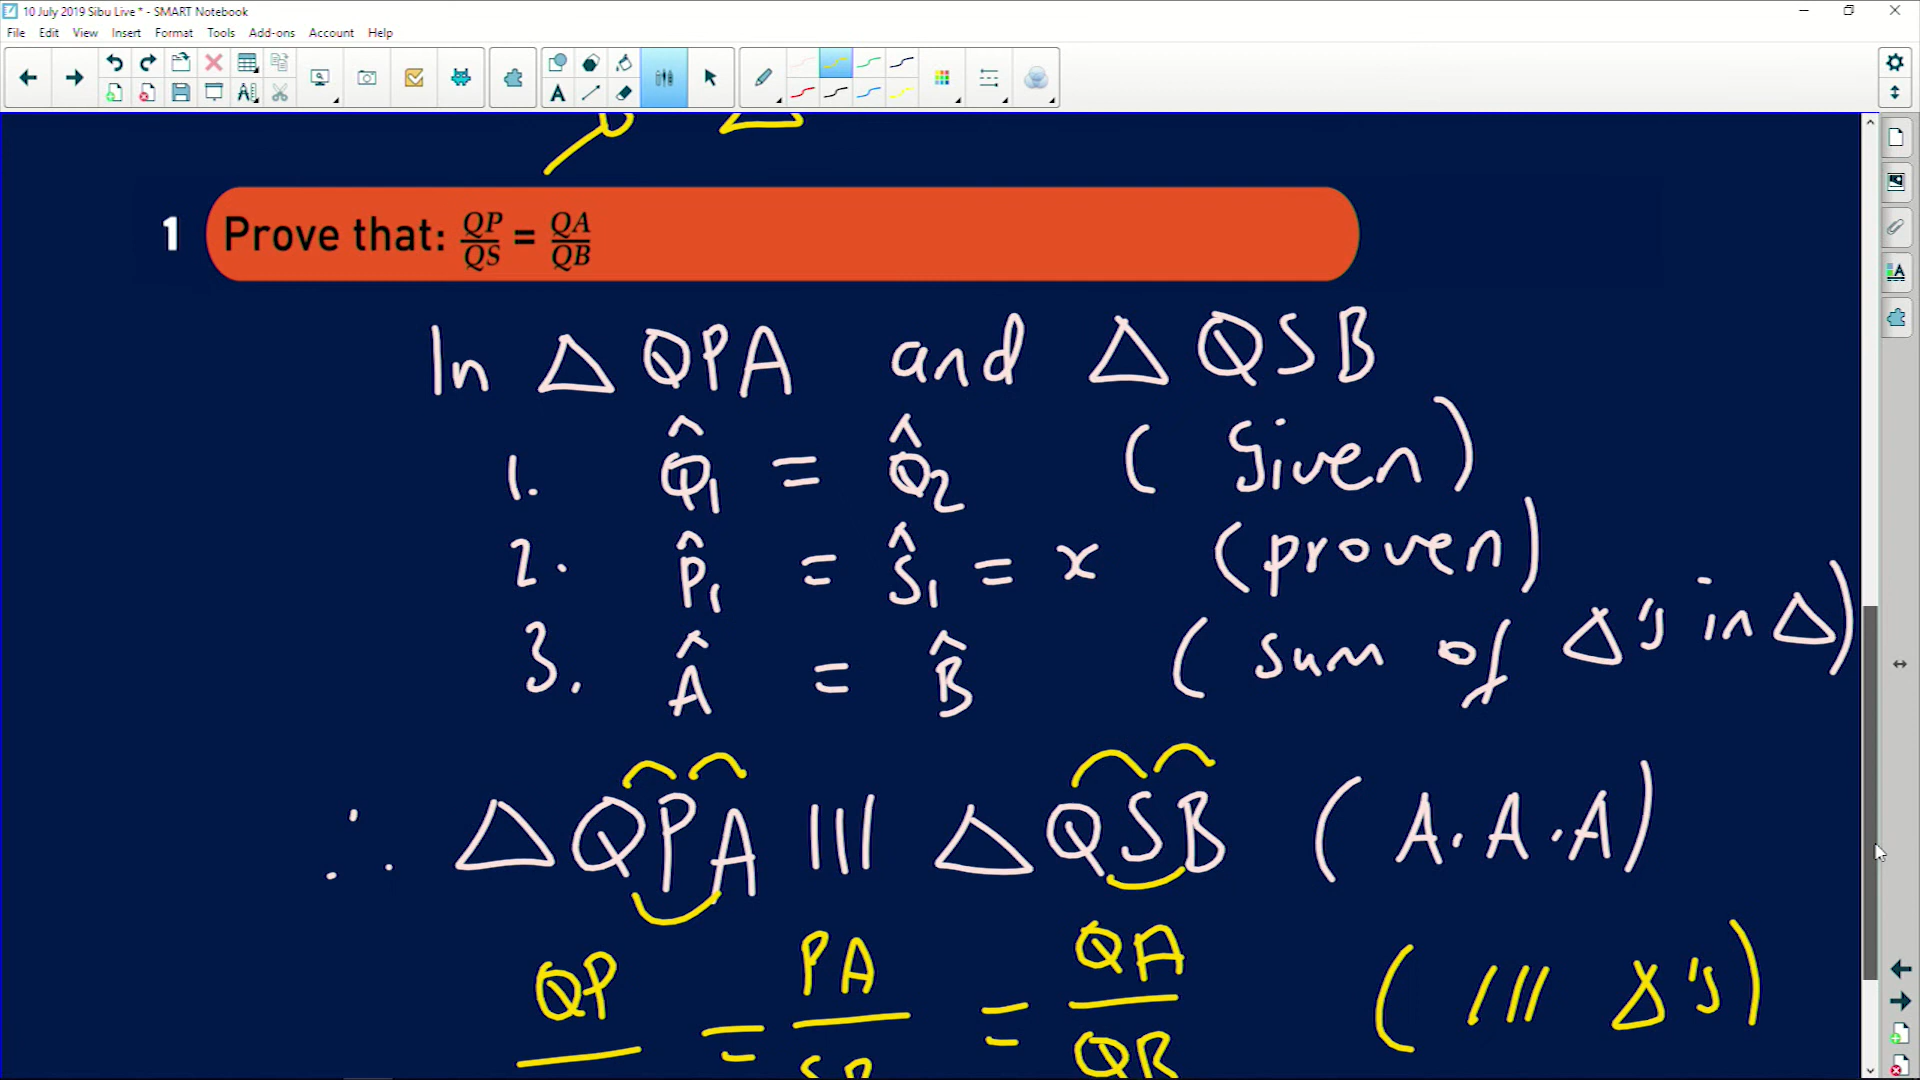 10 July 2019 Sibu Live * - SMART Notebook
File Edit View Insert Format Tools Add-ons Account Help
1 Prove that: QP/QS = QA/QB
In △ QPA and △ QSB
1. Q̂1 = Q̂2 (Given)
2. P̂1 = Ŝ1 = x (proven)
3. Â = B̂ (sum of △'s in △)
∴ △QPA ||| △QSB (A.A.A)
QP = PA = QA (/// △'s)
QB